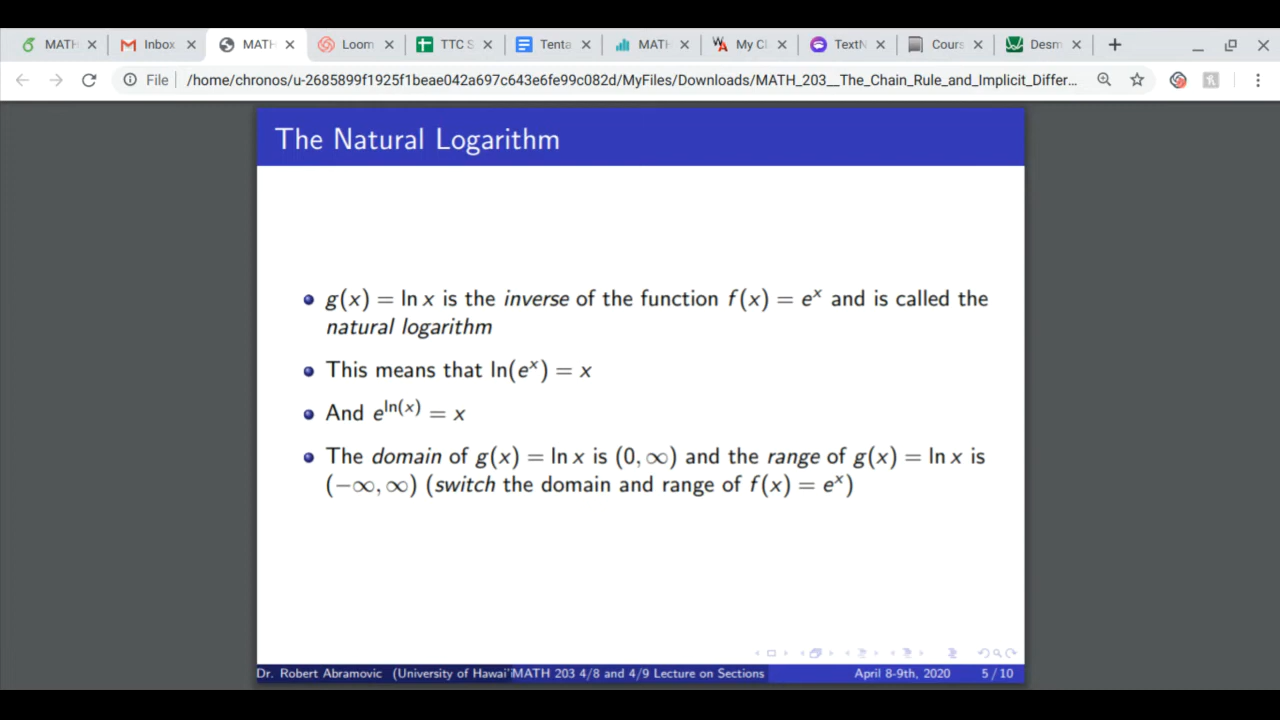 MATH Inbox MATH Loom TTC S Tenta MATH My Cl TextN Cours Desm
File /home/chronos/u-2685899f1925f1beae042a697c643e6fe99c082d/MyFiles/Downloads/MATH_203__The_Chain_Rule_and_Implicit_Differ...
The Natural Logarithm
g(x) = ln x is the inverse of the function f(x) = eˣ and is called the
natural logarithm
This means that ln(eˣ) = x
And e^ln(x) = x
The domain of g(x) = ln x is (0, ∞) and the range of g(x) = ln x is
(−∞, ∞) (switch the domain and range of f(x) = eˣ)
Dr. Robert Abramovic (University of Hawai'i MATH 203 4/8 and 4/9 Lecture on Sections April 8-9th, 2020 5 / 10